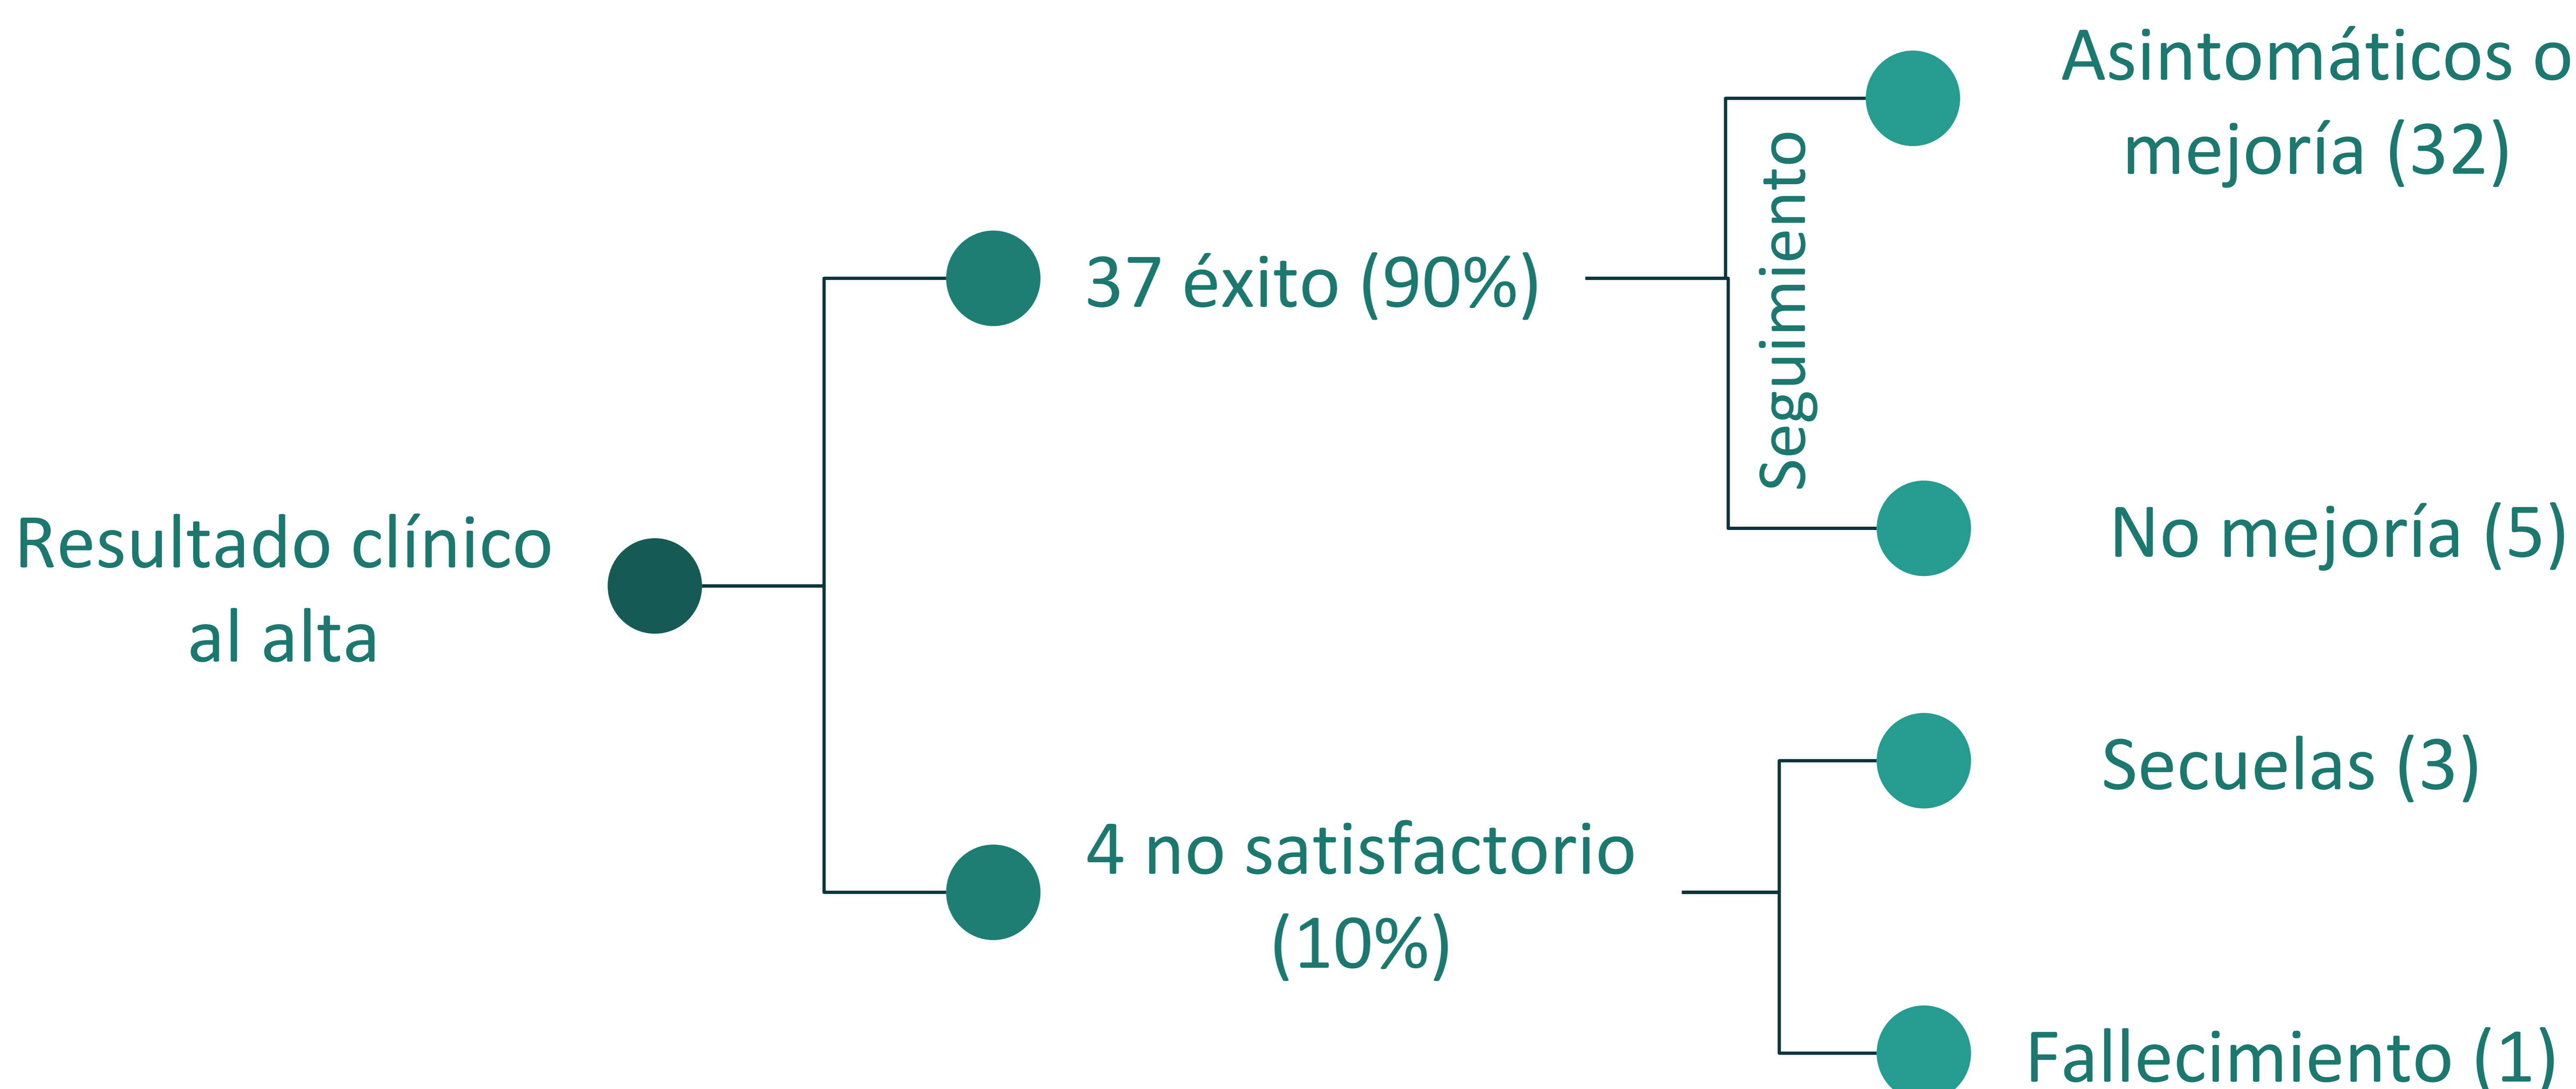 Resultado clínico
al alta
37 éxito (90%)
Seguimiento
Asintomáticos o
mejoría (32)
No mejoría (5)
4 no satisfactorio
(10%)
Secuelas (3)
Fallecimiento (1)